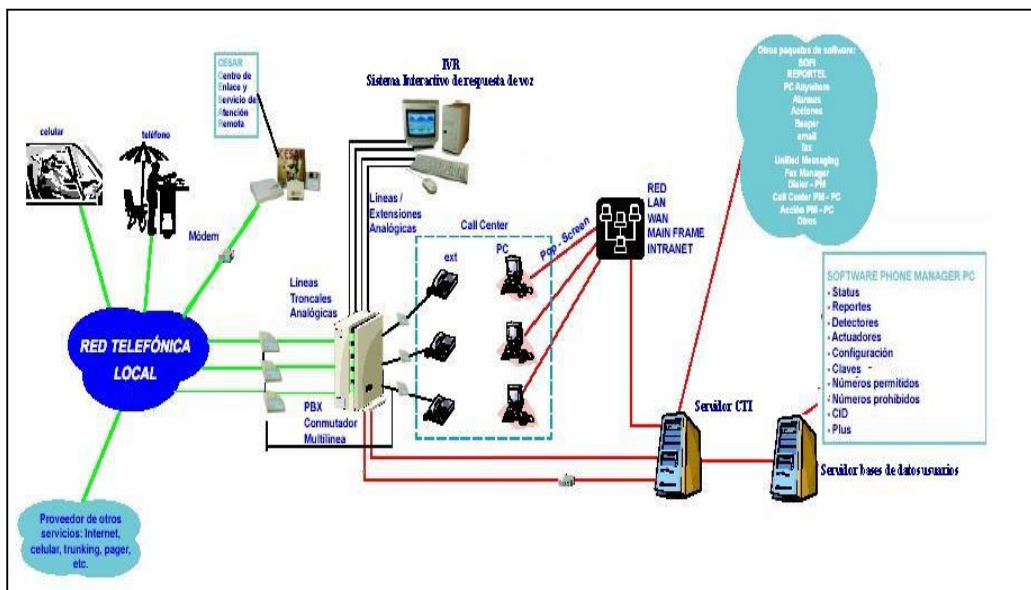 IVR
Sistema Interactivo de respuesta de voz
CESAR
Centro de
Enlace y
Servicio de
Atención
Remota
celular
teléfono
Módem
Líneas /
Extensiones
Analógicas
Call Center
ext
PC
Pop - Screen
RED
LAN
WAN
MAIN FRAME
INTRANET
Otros paquetes de software:
SOFI
REPORTEL
PC Anywhere
Alarmas
Acciones
Beeper
email
fax
Unified Messaging
Fax Manager
Dialer - PM
Call Center PM - PC
Acción PM - PC
Otros
SOFTWARE PHONE MANAGER PC
- Status
- Reportes
- Detectores
- Actuadores
- Configuración
- Claves
- Números permitidos
- Números prohibidos
- CID
- Plus
Líneas
Troncales
Analógicas
RED TELEFÓNICA
LOCAL
PBX
Conmutador
Multilinea
Servidor CTI
Servidor bases de datos usuarios
Proveedor de otros
servicios: Internet,
celular, trunking, pager,
etc.